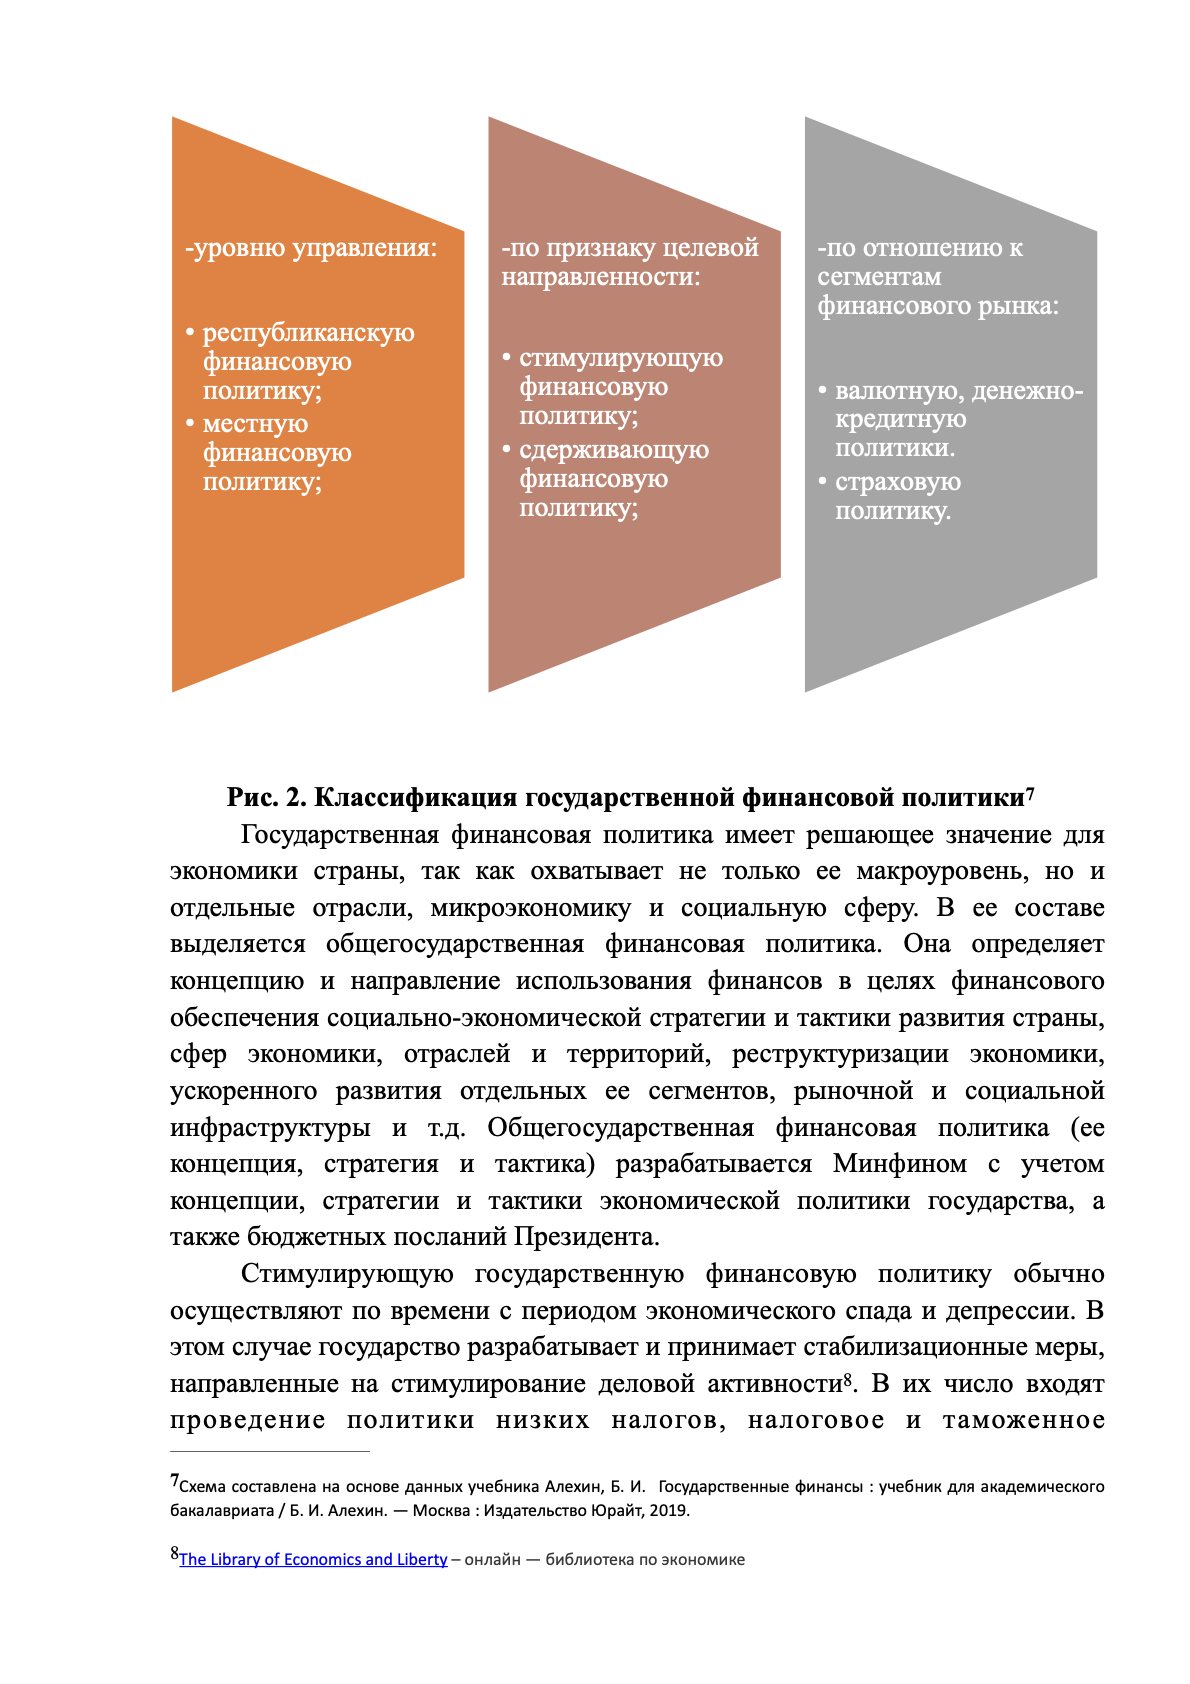 -уровню управления:
• республиканскую
финансовую
политику;
• местную
финансовую
политику;
-по признаку целевой
направленности:
• стимулирующую
финансовую
политику;
• сдерживающую
финансовую
политику;
-по отношению к
сегментам
финансового рынка:
• валютную, денежно-
кредитную
политики.
• страховую
политику.
Рис. 2. Классификация государственной финансовой политики7
Государственная финансовая политика имеет решающее значение для
экономики страны, так как охватывает не только ее макроуровень, но и
отдельные отрасли, микроэкономику и социальную сферу. В ее составе
выделяется общегосударственная финансовая политика. Она определяет
концепцию и направление использования финансов в целях финансового
обеспечения социально-экономической стратегии и тактики развития страны,
сфер экономики, отраслей и территорий, реструктуризации экономики,
ускоренного развития отдельных ее сегментов, рыночной и социальной
инфраструктуры и т.д. Общегосударственная финансовая политика (ее
концепция, стратегия и тактика) разрабатывается Минфином с учетом
концепции, стратегии и тактики экономической политики государства, а
также бюджетных посланий Президента.
Стимулирующую государственную финансовую политику обычно
осуществляют по времени с периодом экономического спада и депрессии. В
этом случае государство разрабатывает и принимает стабилизационные меры,
направленные на стимулирование деловой активности8. В их число входят
проведение политики низких налогов, налоговое и таможенное
7Схема составлена на основе данных учебника Алехин, Б. И. Государственные финансы : учебник для академического
бакалавриата / Б. И. Алехин. — Москва : Издательство Юрайт, 2019.
8The Library of Economics and Liberty – онлайн — библиотека по экономике